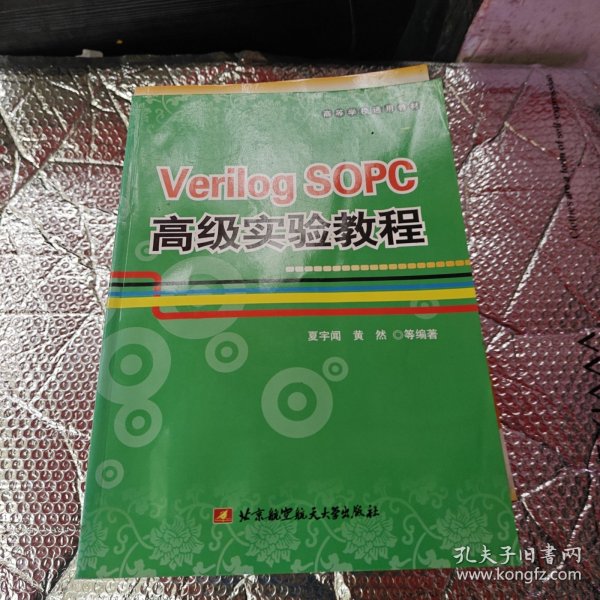 高等学校通用教材
Verilog SOPC
高级实验教程
夏宇闻 黄然 ◎等编著
北京航空航天大学出版社
孔夫子旧书网
www.kongfz.com